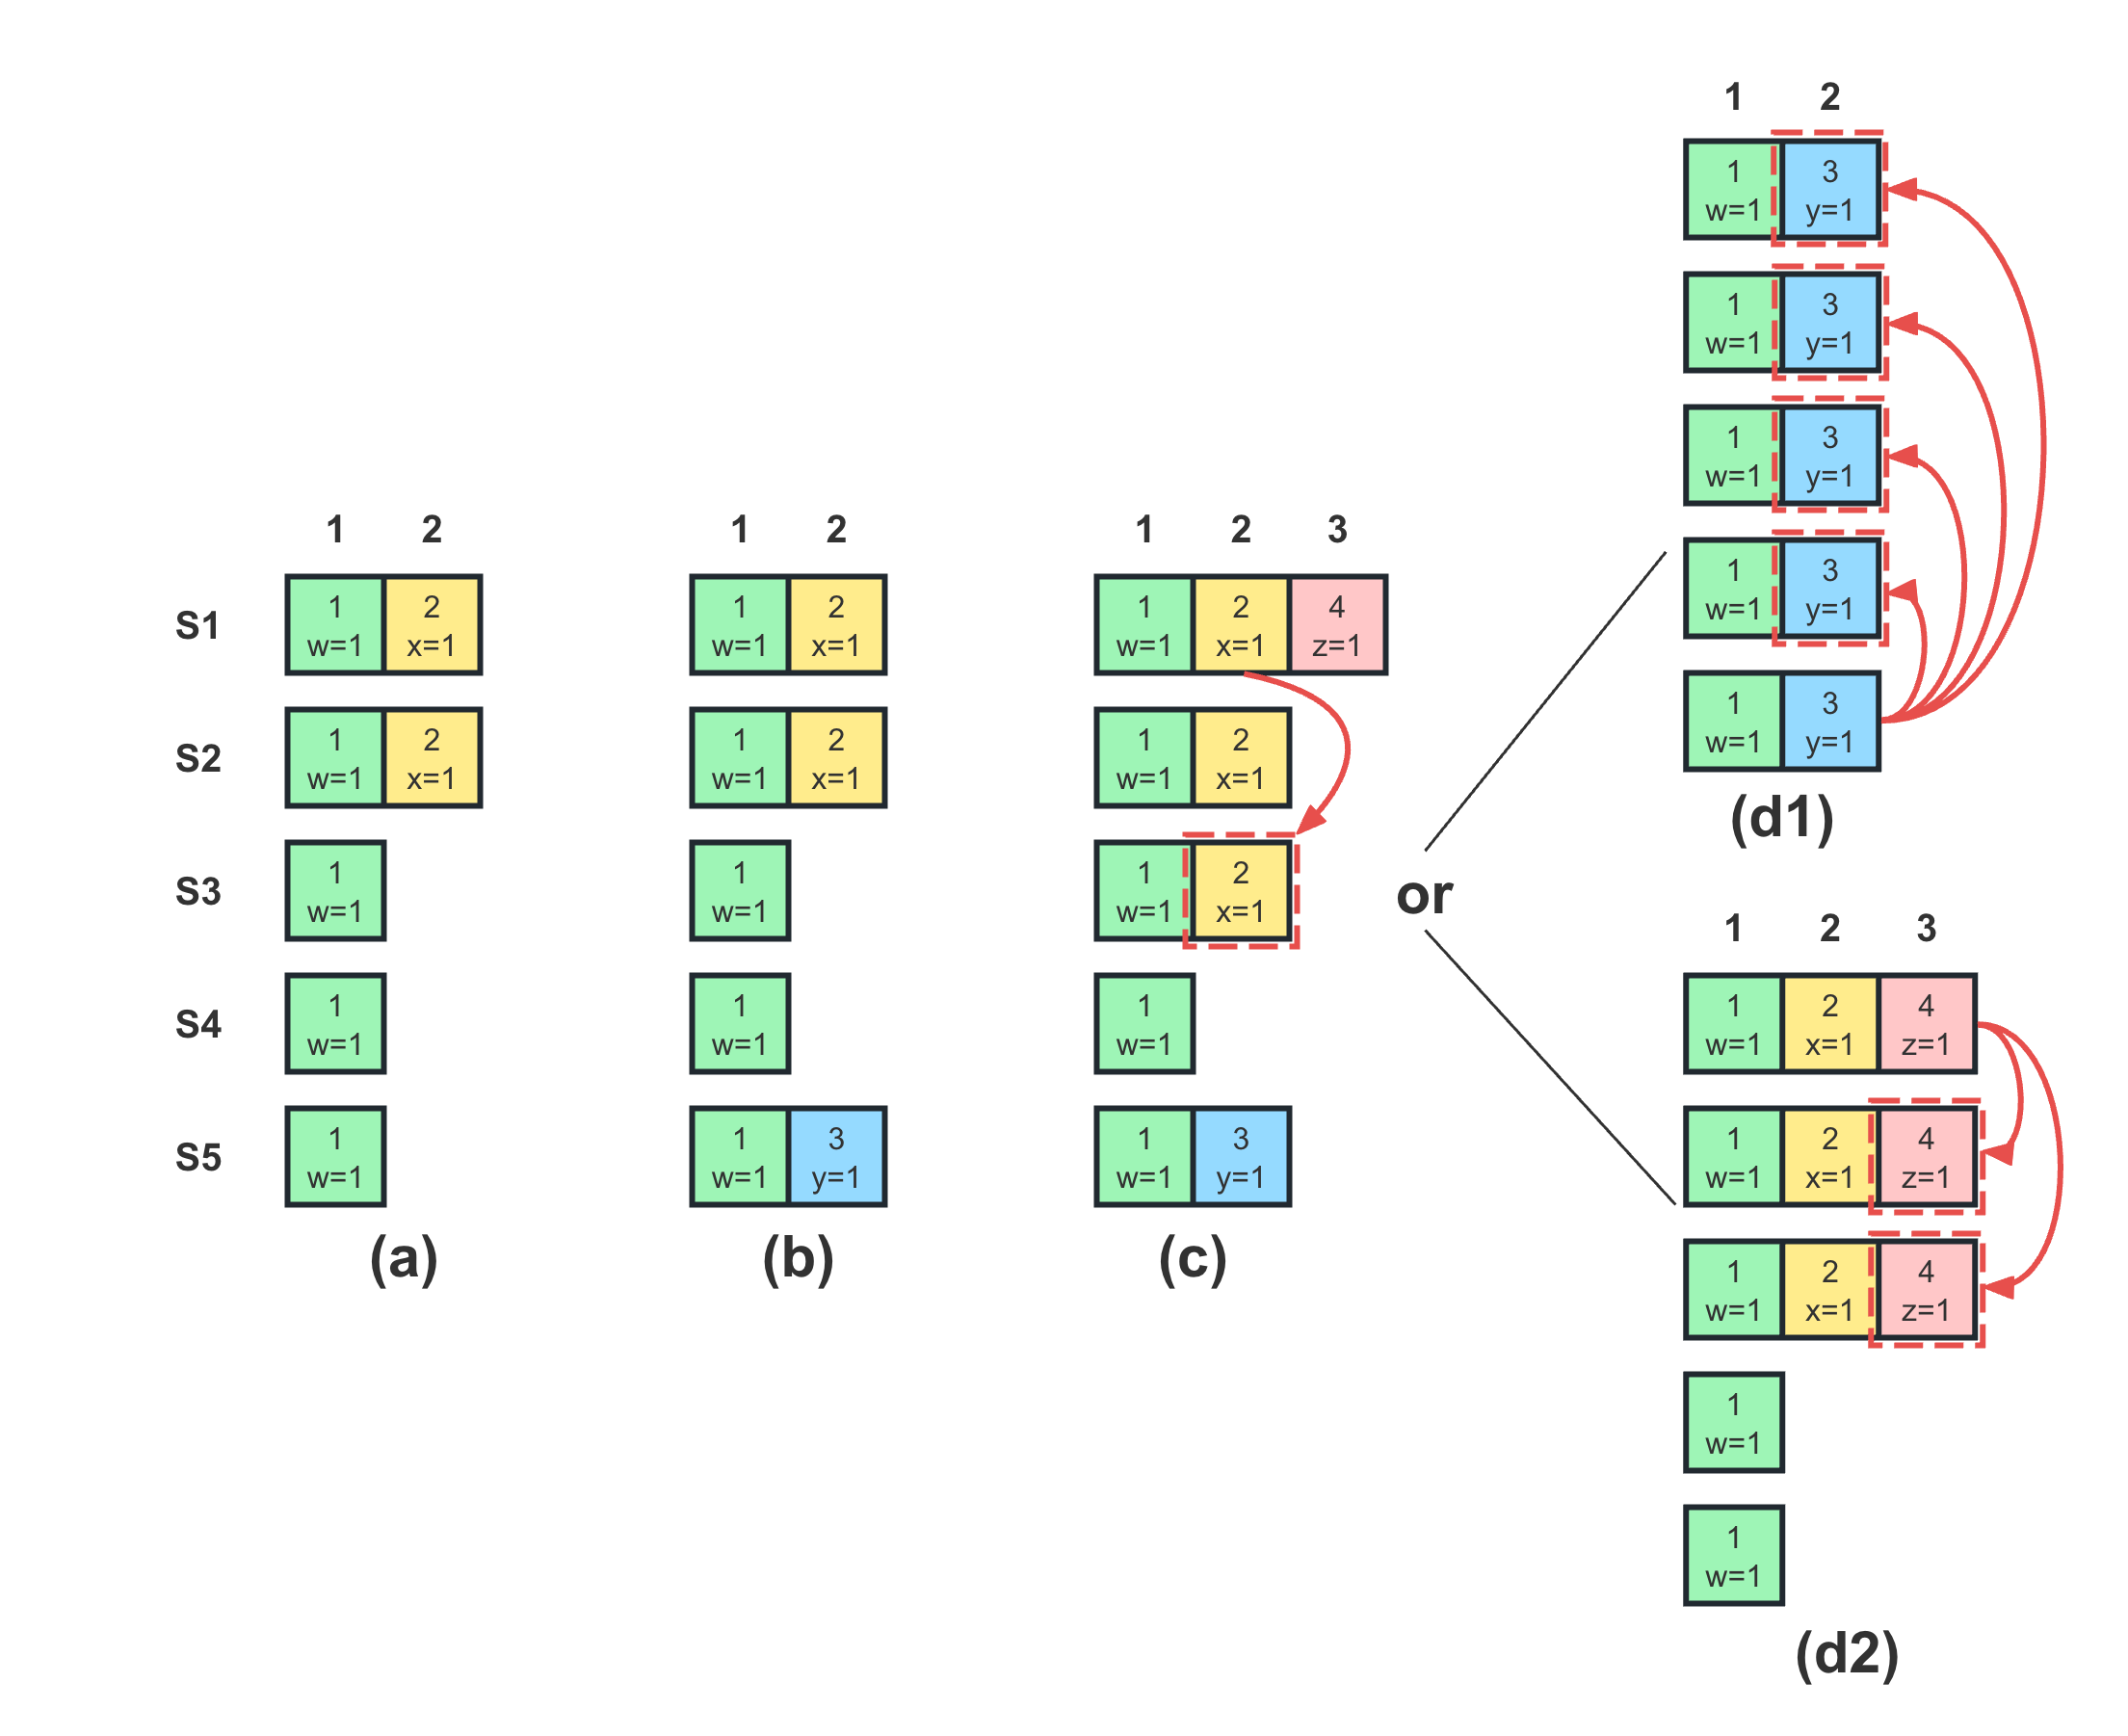 1 2
1 3
w=1 y=1
1 3
w=1 y=1
1 3
w=1 y=1
1 3
w=1 y=1
1 3
w=1 y=1
(d1)
1 2
S1
1 2
w=1 x=1
S2
1 2
w=1 x=1
S3
1
w=1
S4
1
w=1
S5
1
w=1
(a)
1 2
1 2
w=1 x=1
1 2
w=1 x=1
1
w=1
1
w=1
1 3
w=1 y=1
(b)
1 2 3
1 2 4
w=1 x=1 z=1
1 2
w=1 x=1
1 2
w=1 x=1
1
w=1
1 3
w=1 y=1
(c)
or
1 2 3
1 2 4
w=1 x=1 z=1
1 2 4
w=1 x=1 z=1
1 2 4
w=1 x=1 z=1
1
w=1
1
w=1
(d2)